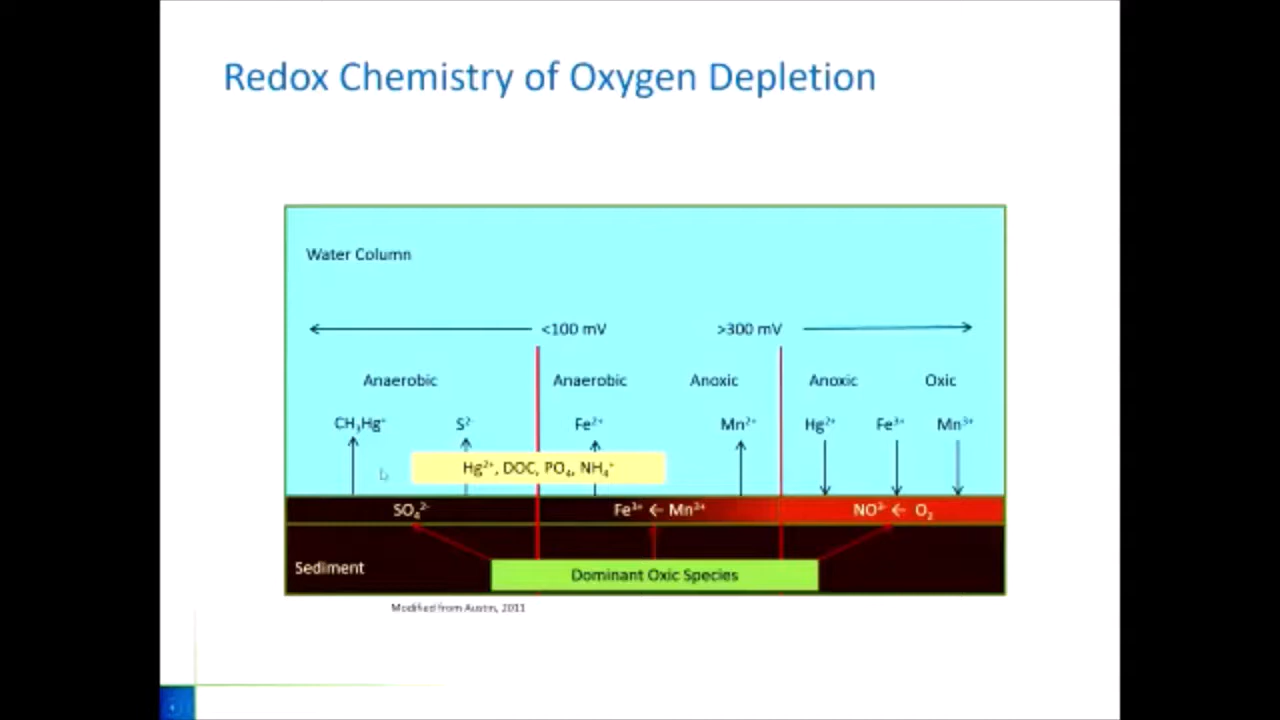 Redox Chemistry of Oxygen Depletion
Water Column
<100 mV >300 mV
Anaerobic Anaerobic Anoxic Anoxic Oxic
CH₃Hg⁺ S²⁻ Fe²⁺ Mn²⁺ Hg²⁺ Fe³⁺ Mn³⁺
Hg²⁺, DOC, PO₄, NH₄⁺
SO₄²⁻ Fe³⁺ ← Mn³⁺ NO³⁻ ← O₂
Sediment
Dominant Oxic Species
Modified from Austin, 2011